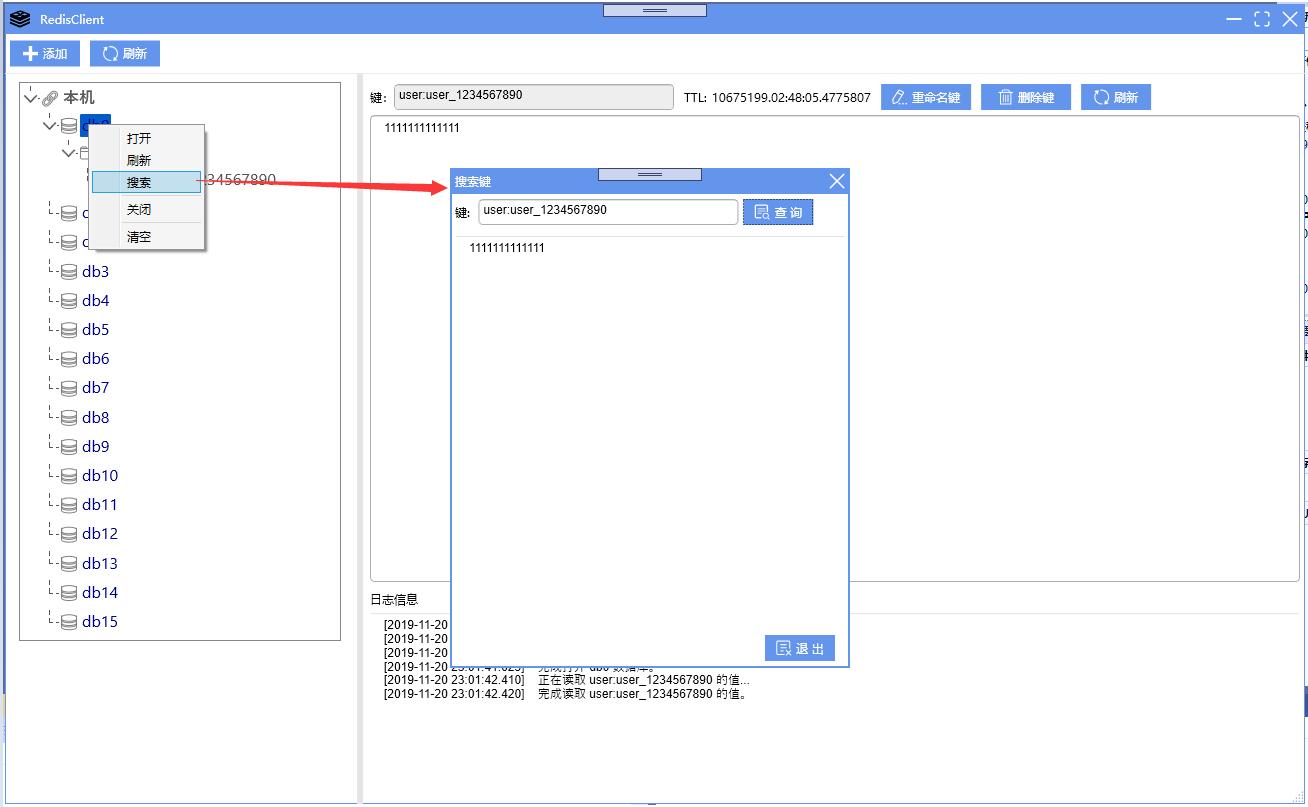 RedisClient
添加
刷新
本机
打开
刷新
搜索
关闭
清空
34567890
db3
db4
db5
db6
db7
db8
db9
db10
db11
db12
db13
db14
db15
键: user:user_1234567890 TTL: 10675199.02:48:05.4775807 重命名键 删除键 刷新
1111111111111
搜索键
键: user:user_1234567890 查 询
1111111111111
退 出
日志信息
[2019-11-20
[2019-11-20
[2019-11-20
[2019-11-20 23:01:41.623] 完成打开 db0 数据库。
[2019-11-20 23:01:42.410] 正在读取 user:user_1234567890 的值...
[2019-11-20 23:01:42.420] 完成读取 user:user_1234567890 的值。